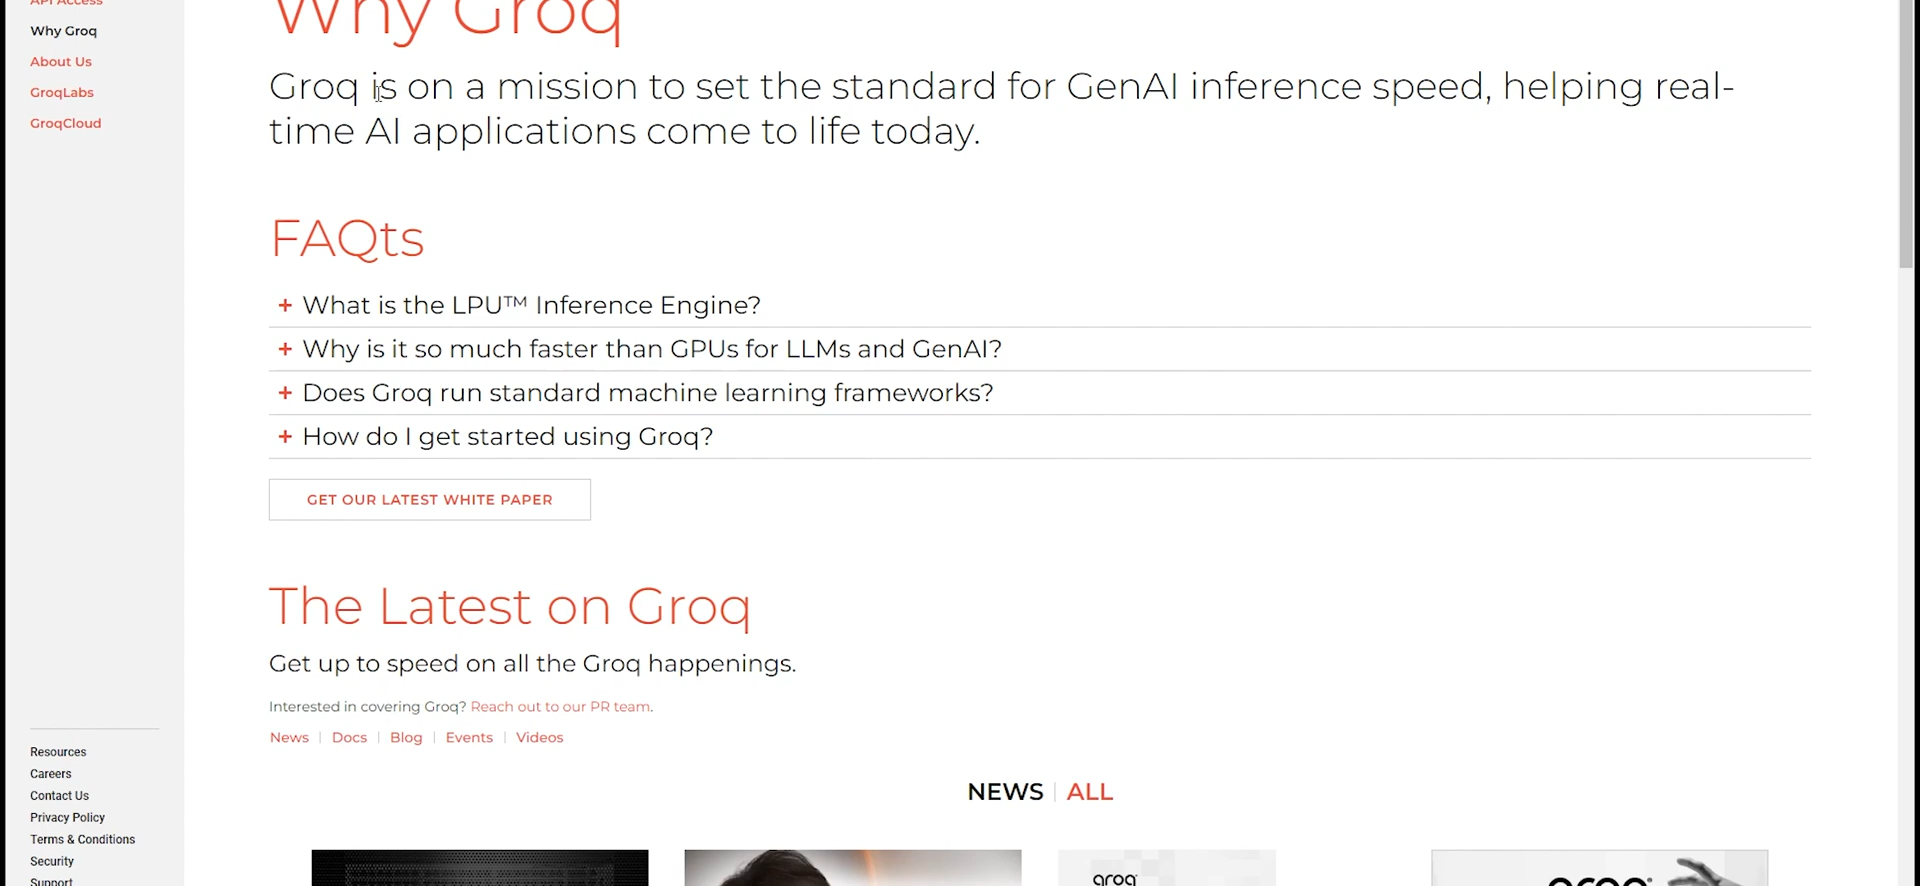 API Access
Why Groq
About Us
GroqLabs
GroqCloud
Why Groq
Groq is on a mission to set the standard for GenAI inference speed, helping real-
time AI applications come to life today.
FAQts
+ What is the LPU™ Inference Engine?
+ Why is it so much faster than GPUs for LLMs and GenAI?
+ Does Groq run standard machine learning frameworks?
+ How do I get started using Groq?
GET OUR LATEST WHITE PAPER
The Latest on Groq
Get up to speed on all the Groq happenings.
Interested in covering Groq? Reach out to our PR team.
News | Docs | Blog | Events | Videos
NEWS | ALL
Resources
Careers
Contact Us
Privacy Policy
Terms & Conditions
Security
Support
groq
groq